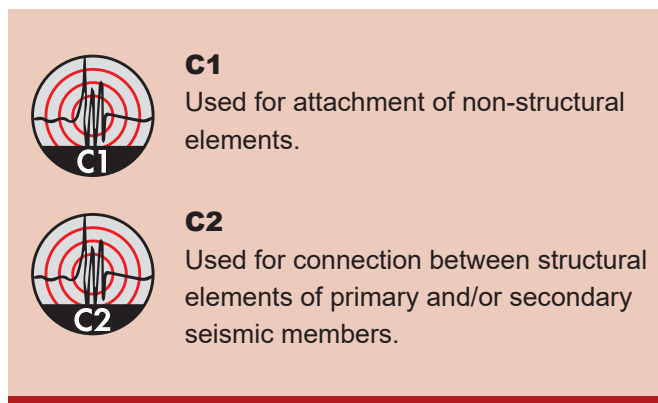 C1
Used for attachment of non-structural
elements.
C1
C2
Used for connection between structural
elements of primary and/or secondary
seismic members.
C2